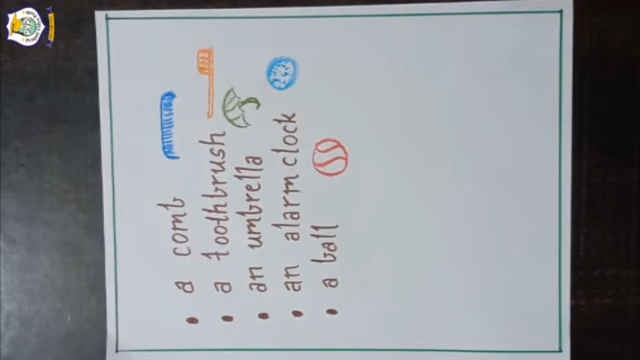 • a comb
• a toothbrush
• an umbrella
• an alarm clock
• a ball